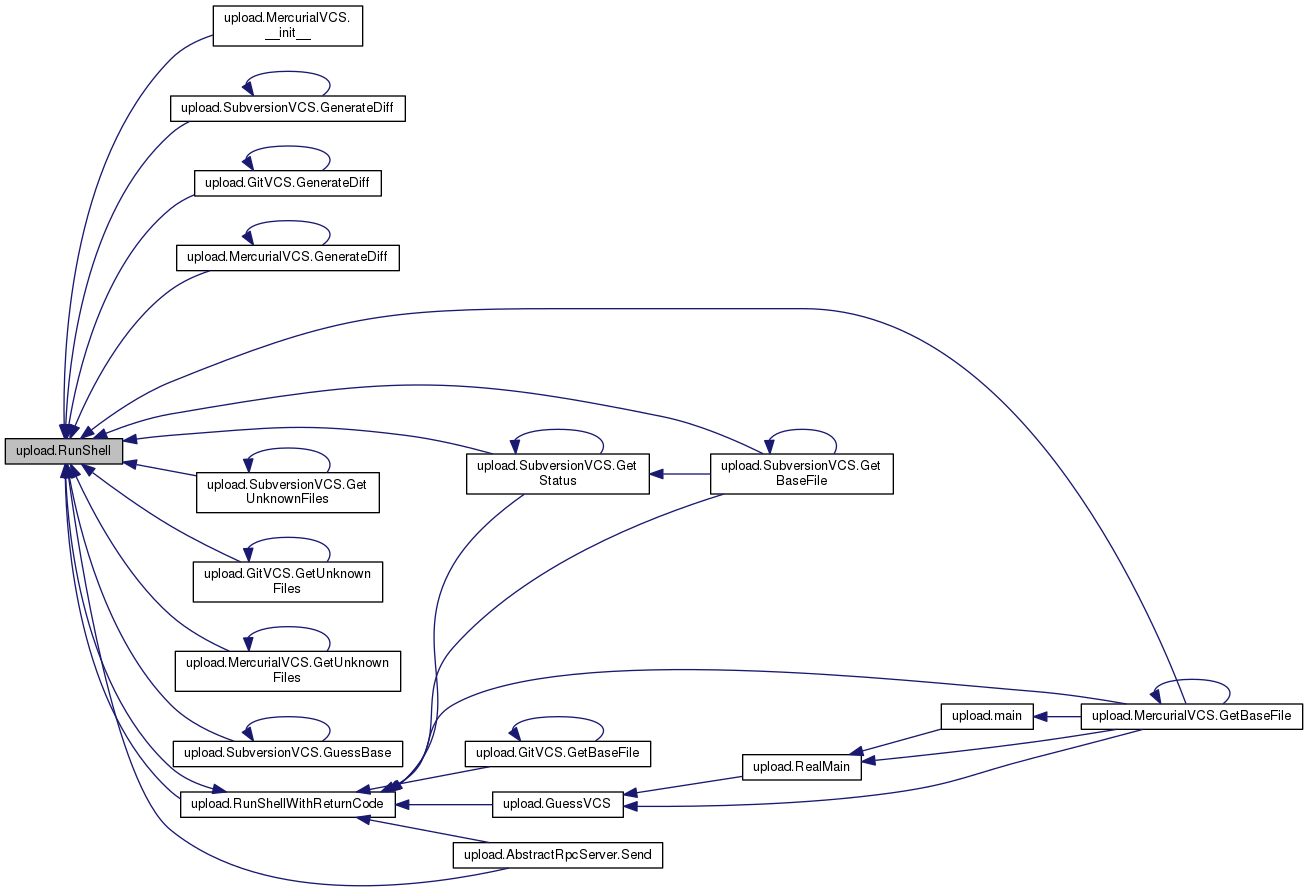 upload.MercurialVCS.
__init__
upload.SubversionVCS.GenerateDiff
upload.GitVCS.GenerateDiff
upload.MercurialVCS.GenerateDiff
upload.RunShell
upload.SubversionVCS.Get
Status
upload.SubversionVCS.Get
BaseFile
upload.SubversionVCS.Get
UnknownFiles
upload.GitVCS.GetUnknown
Files
upload.MercurialVCS.GetUnknown
Files
upload.main
upload.MercurialVCS.GetBaseFile
upload.SubversionVCS.GuessBase
upload.GitVCS.GetBaseFile
upload.RealMain
upload.RunShellWithReturnCode
upload.GuessVCS
upload.AbstractRpcServer.Send